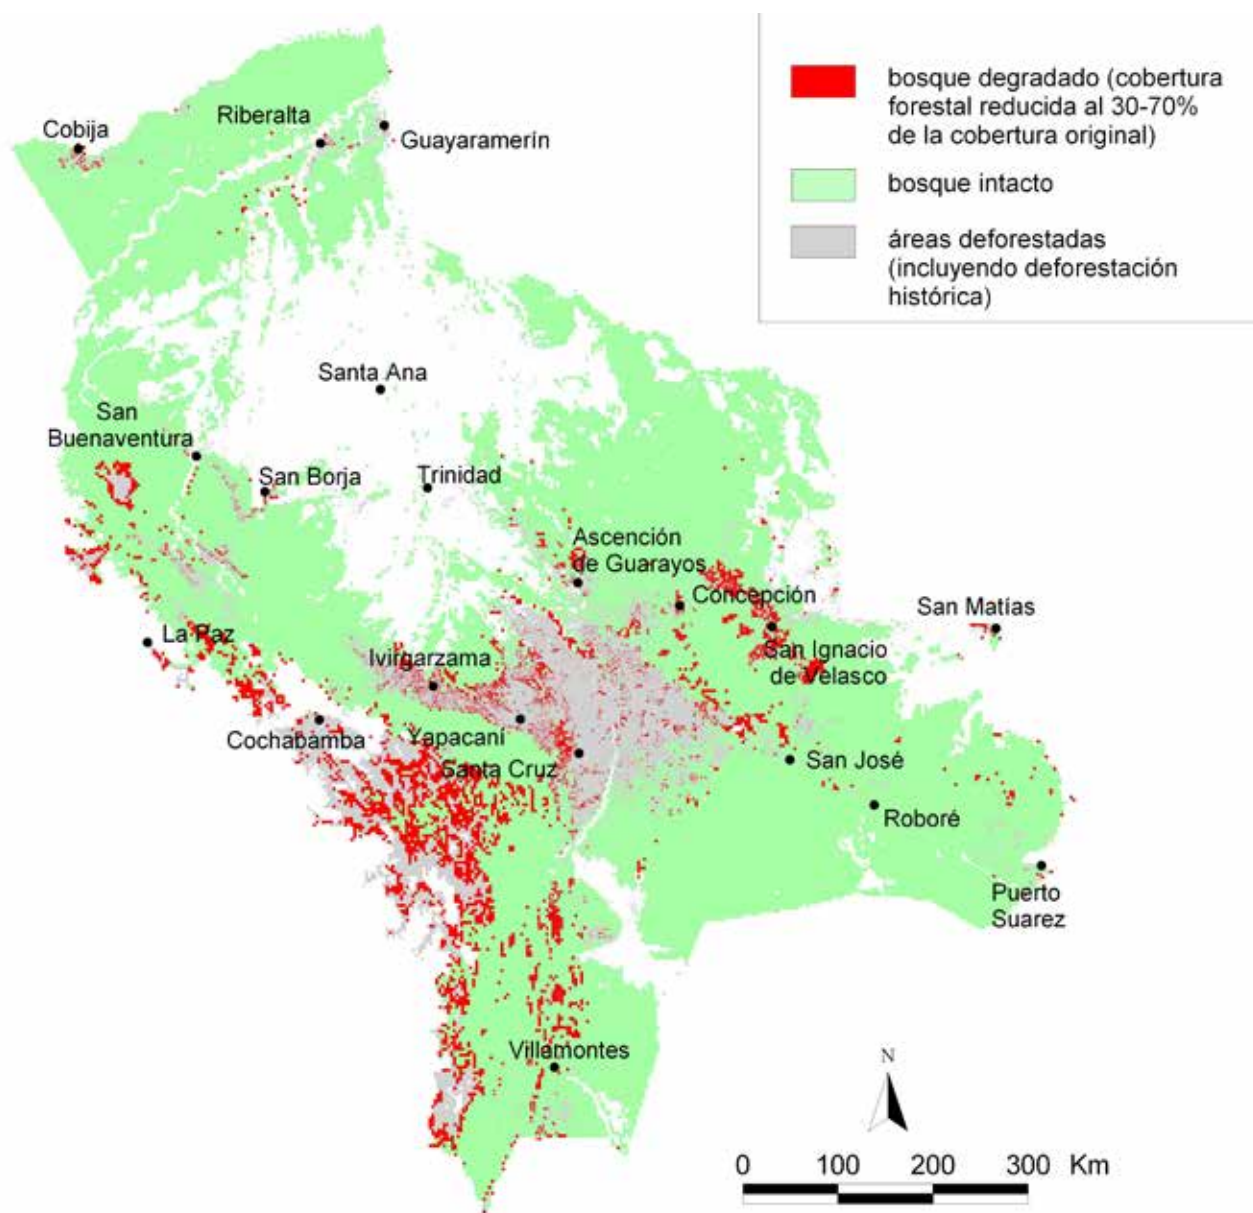 bosque degradado (cobertura
forestal reducida al 30-70%
de la cobertura original)
bosque intacto
áreas deforestadas
(incluyendo deforestación
histórica)
Cobija
Riberalta
Guayaramerín
Santa Ana
San
Buenaventura
San Borja
Trinidad
Ascención
de Guarayos
Concepción
San Matías
La Paz
San Ignacio
de Velasco
Ivirgarzama
Cochabamba
Yapacaní
Santa Cruz
San José
Roboré
Puerto
Suarez
Villemontes
N
0 100 200 300 Km